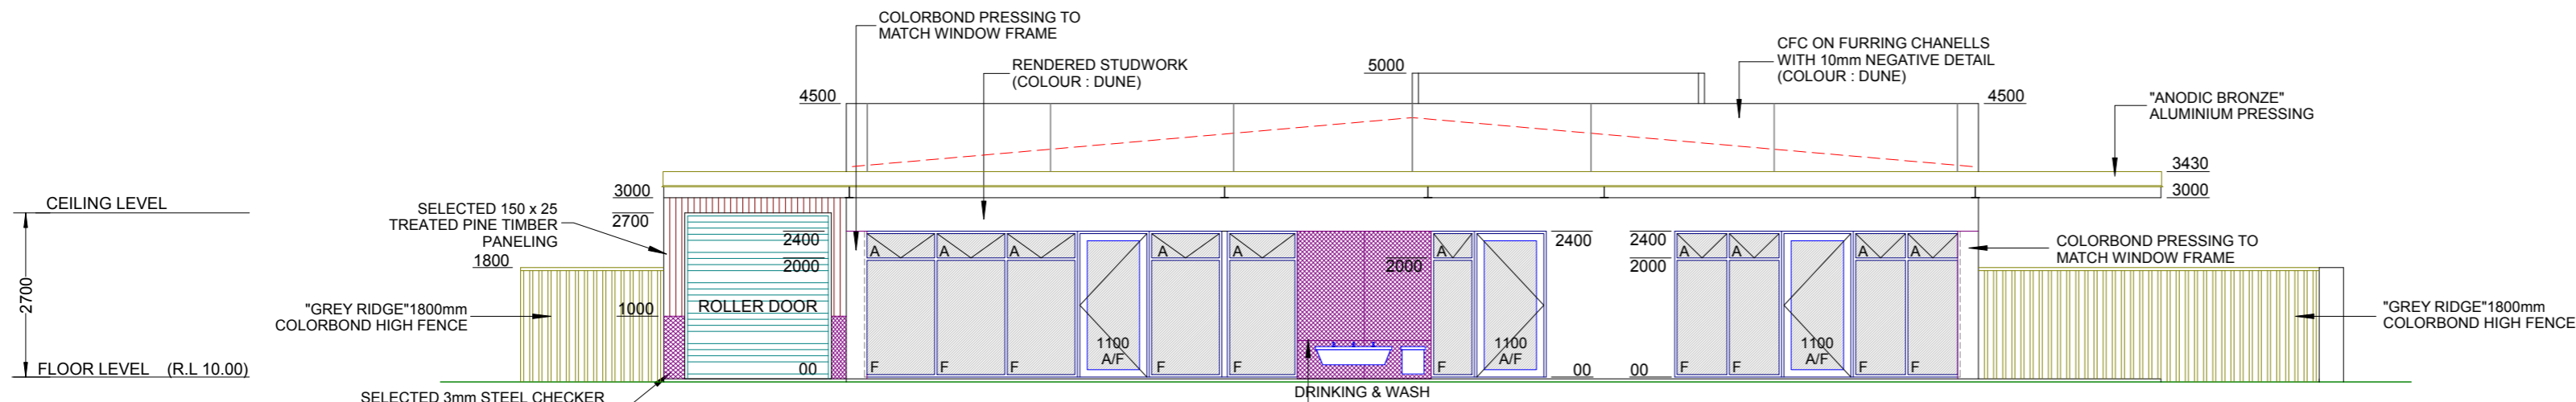 COLORBOND PRESSING TO
MATCH WINDOW FRAME
RENDERED STUDWORK
(COLOUR : DUNE)
5000
CFC ON FURRING CHANELLS
WITH 10mm NEGATIVE DETAIL
(COLOUR : DUNE)
4500
4500
"ANODIC BRONZE"
ALUMINIUM PRESSING
3430
3000
3000
2700
CEILING LEVEL
SELECTED 150 x 25
TREATED PINE TIMBER
PANELING
1800
2400
2000
2000
2400
2400
2000
A
A
A
A
A
A
A
A
A
A
COLORBOND PRESSING TO
MATCH WINDOW FRAME
2700
"GREY RIDGE"1800mm
COLORBOND HIGH FENCE
1000
ROLLER DOOR
"GREY RIDGE"1800mm
COLORBOND HIGH FENCE
1100
A/F
1100
A/F
1100
A/F
FLOOR LEVEL (R.L 10.00)
00
F
F
F
F
F
F
00
00
F
F
F
F
SELECTED 3mm STEEL CHECKER
DRINKING & WASH